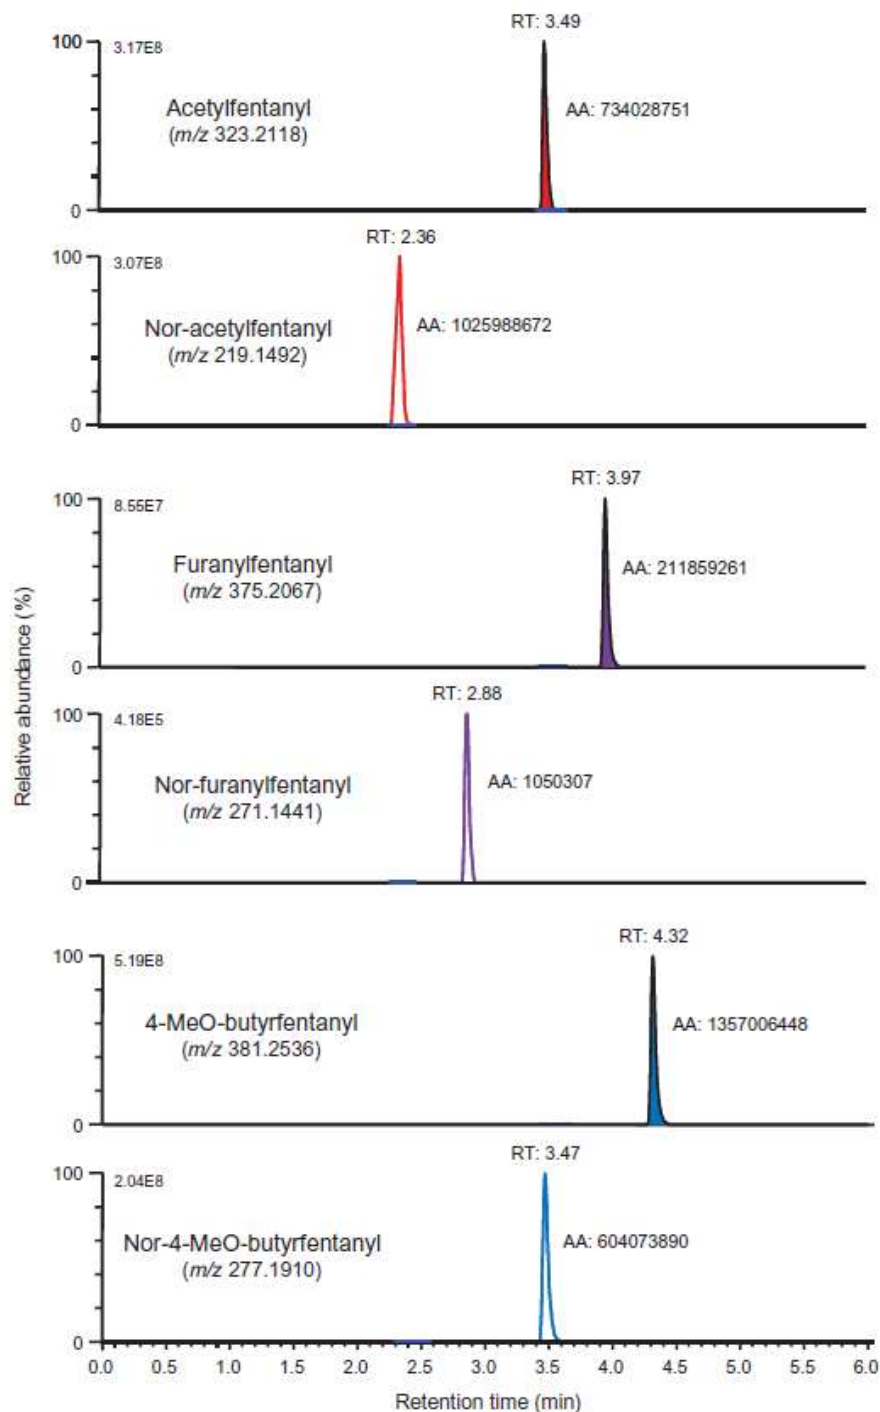 RT: 3.49
100
3.17E8
Acetylfentanyl
(m/z 323.2118)
AA: 734028751
0
RT: 2.36
100
3.07E8
Nor-acetylfentanyl
(m/z 219.1492)
AA: 1025988672
0
RT: 3.97
100
8.55E7
Furanylfentanyl
(m/z 375.2067)
AA: 211859261
0
Relative abundance (%)
RT: 2.88
100
4.18E5
Nor-furanylfentanyl
(m/z 271.1441)
AA: 1050307
0
RT: 4.32
100
5.19E8
4-MeO-butyrfentanyl
(m/z 381.2536)
AA: 1357006448
0
RT: 3.47
100
2.04E8
Nor-4-MeO-butyrfentanyl
(m/z 277.1910)
AA: 604073890
0
0.0 0.5 1.0 1.5 2.0 2.5 3.0 3.5 4.0 4.5 5.0 5.5 6.0
Retention time (min)